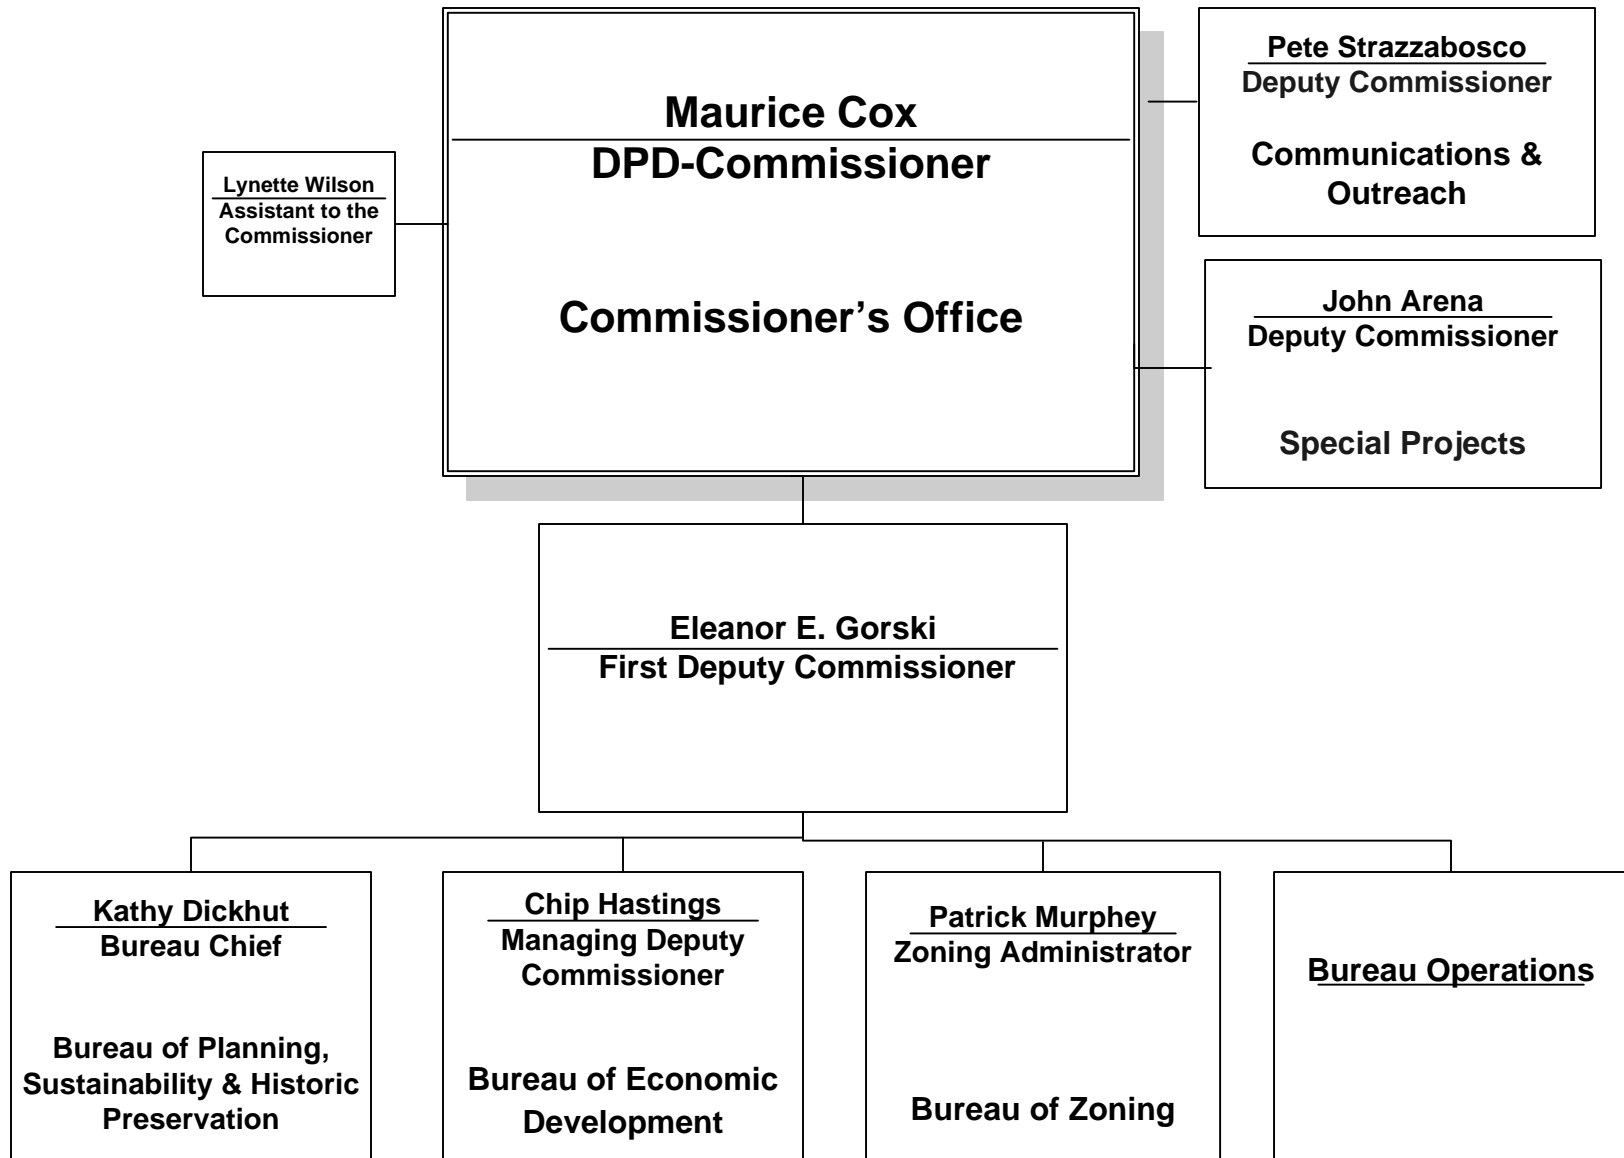 Maurice Cox
DPD-Commissioner
Commissioner’s Office
Pete Strazzabosco
Deputy Commissioner
Communications &
Outreach
Lynette Wilson
Assistant to the
Commissioner
John Arena
Deputy Commissioner
Special Projects
Eleanor E. Gorski
First Deputy Commissioner
Kathy Dickhut
Bureau Chief
Bureau of Planning,
Sustainability & Historic
Preservation
Chip Hastings
Managing Deputy
Commissioner
Bureau of Economic
Development
Patrick Murphey
Zoning Administrator
Bureau of Zoning
Bureau Operations